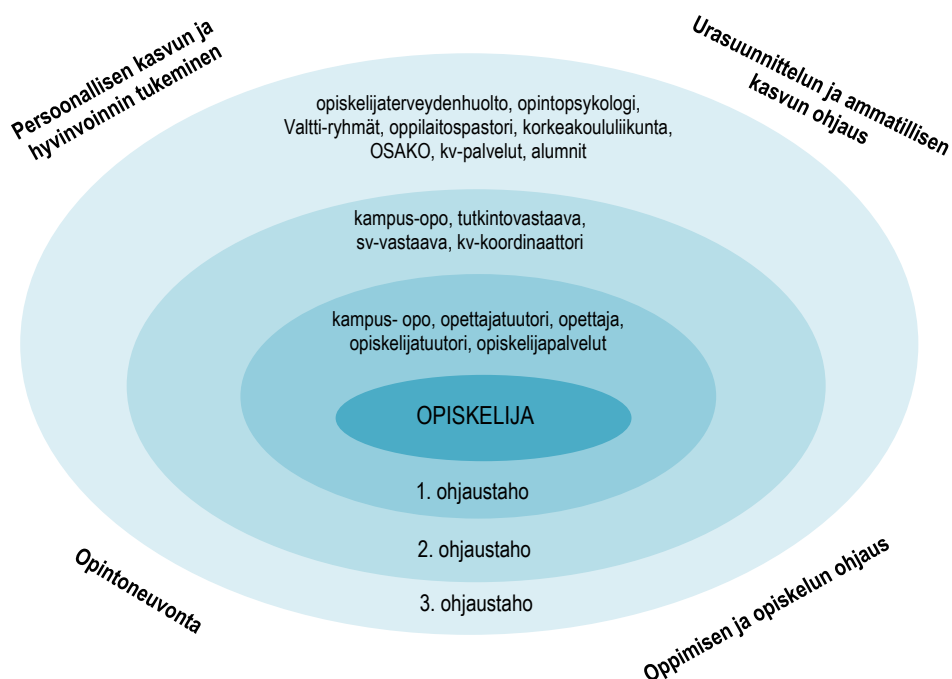 Persoonallisen kasvun ja
hyvinvoinnin tukeminen
Urasuunnittelun ja ammatillisen
kasvun ohjaus
opiskelijaterveydenhuolto, opintopsykologi,
Valtti-ryhmät, oppilaitospastori, korkeakoululiikunta,
OSAKO, kv-palvelut, alumnit
kampus-opo, tutkintovastaava,
sv-vastaava, kv-koordinaattori
kampus- opo, opettajatuutori, opettaja,
opiskelijatuutori, opiskelijapalvelut
OPISKELIJA
1. ohjaustaho
2. ohjaustaho
3. ohjaustaho
Opintoneuvonta
Oppimisen ja opiskelun ohjaus